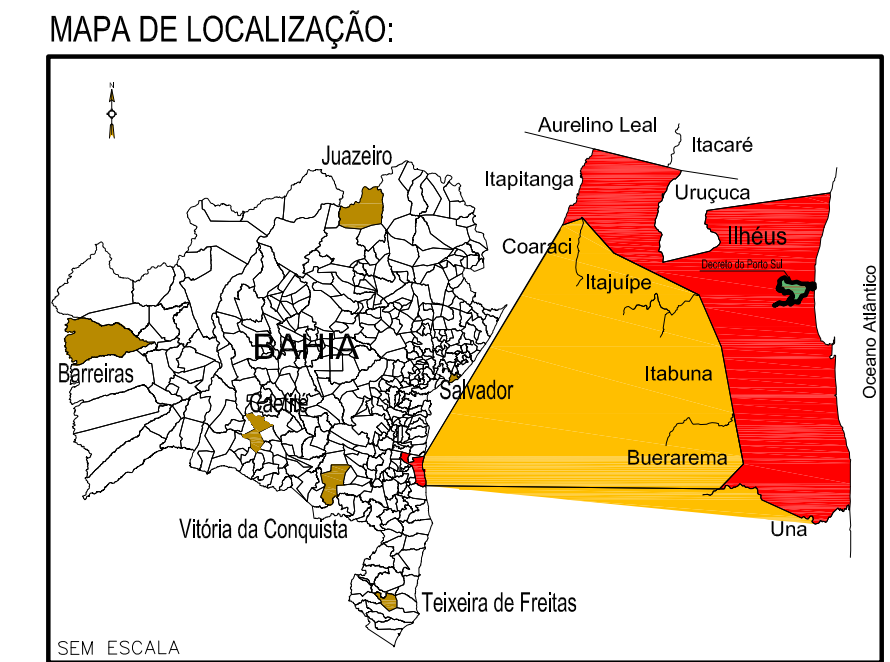 MAPA DE LOCALIZAÇÃO:
N
Aurelino Leal
Itacaré
Juazeiro
Itapitanga
Uruçuca
Coaraci
Ilhéus
Decreto do Porto Sul
Itajuípe
Oceano Atlântico
BAHIA
Barreiras
Itabuna
Salvador
Caetité
Buerarema
Vitória da Conquista
Una
Teixeira de Freitas
SEM ESCALA